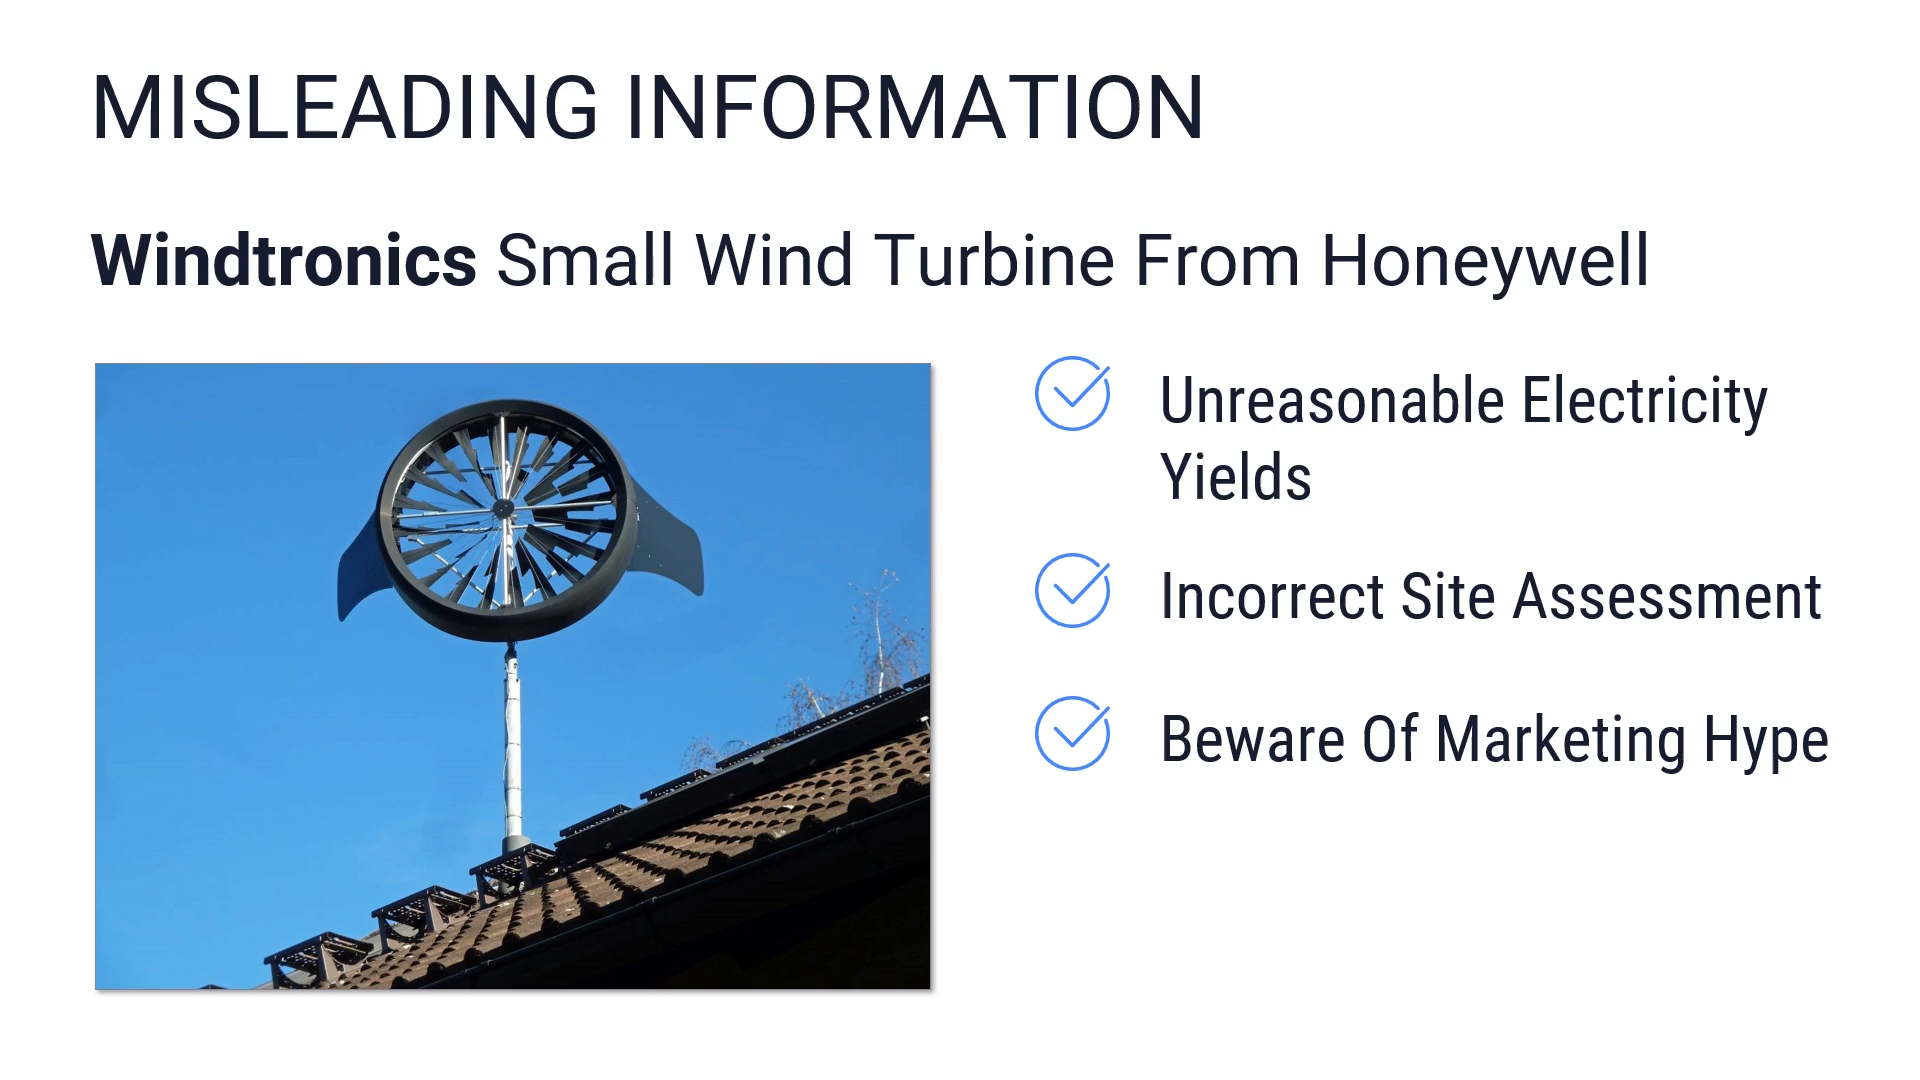 MISLEADING INFORMATION
Windtronics Small Wind Turbine From Honeywell
Unreasonable Electricity
Yields
Incorrect Site Assessment
Beware Of Marketing Hype